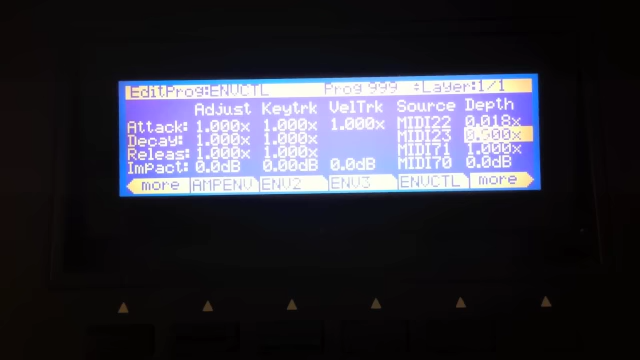 EditProg:ENVCTL Prog 999 ÷Layer:1/1
Adjust Keytrk VelTrk Source Depth
Attack: 1.000x 1.000x 1.000x MIDI22 0.018x
Decay: 1.000x 1.000x MIDI23 0.900x
Releas: 1.000x 1.000x MIDI71 1.000x
Impact: 0.0dB 0.00dB 0.0dB MIDI70 0.0dB
more AMPENV ENV2 ENV3 ENVCTL more